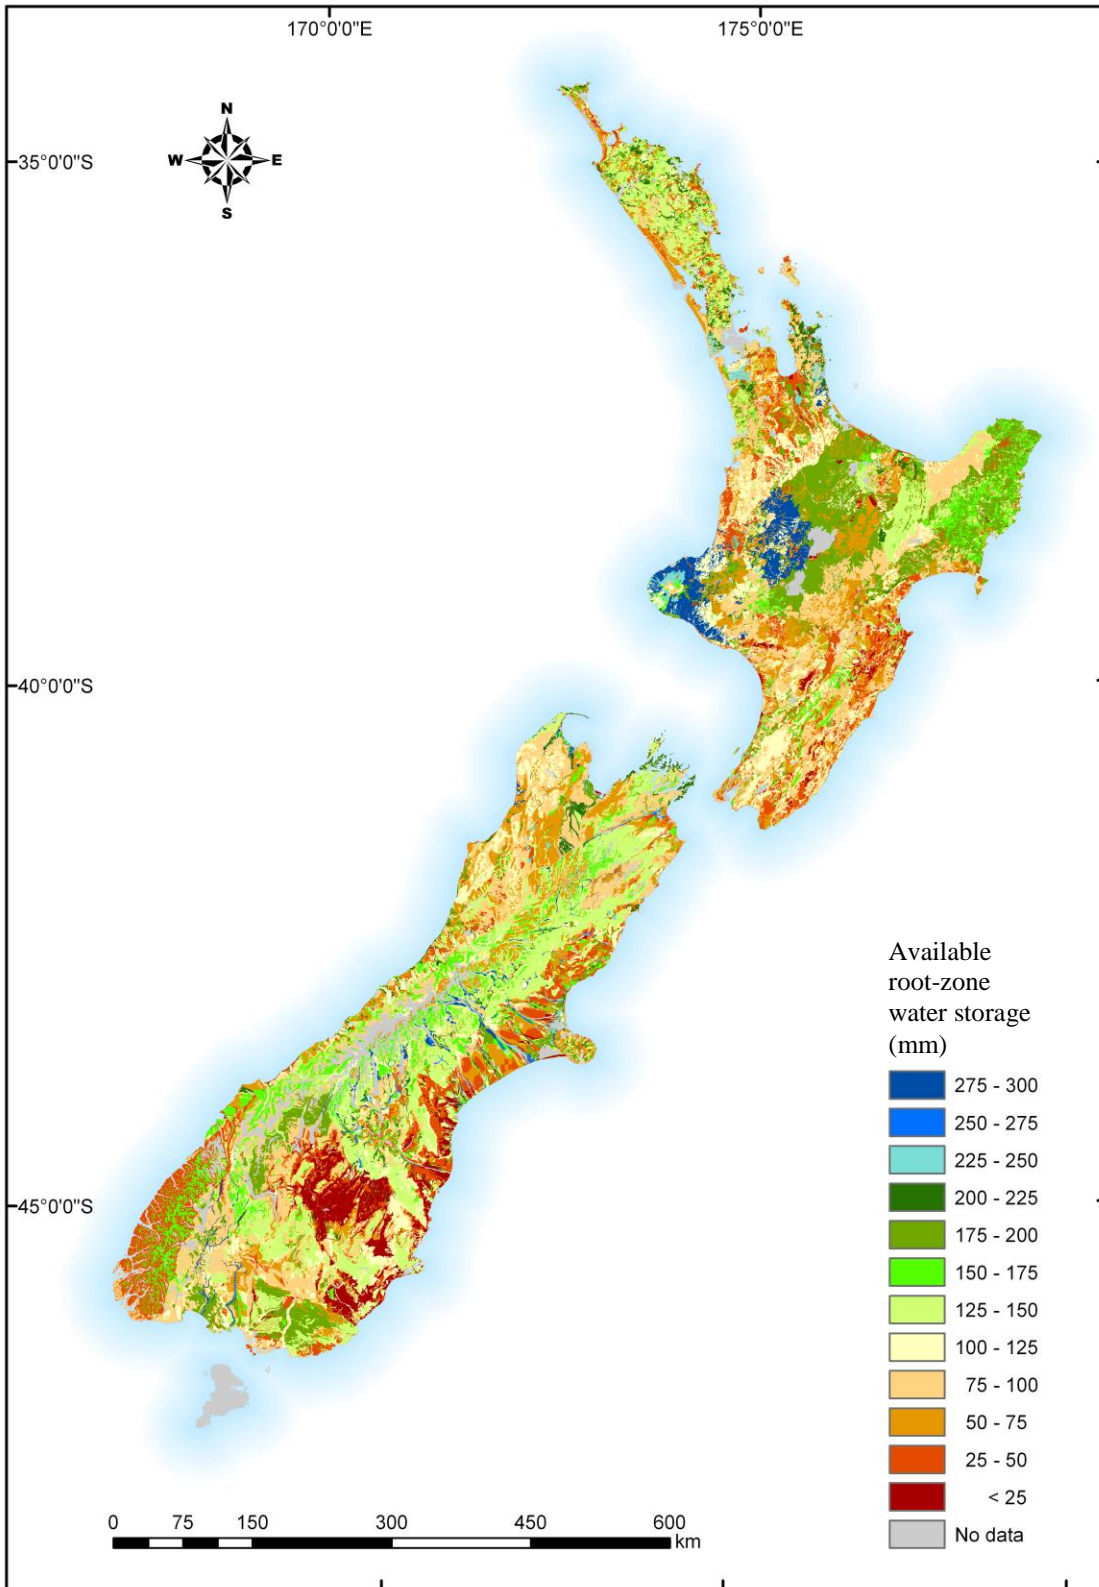 170°0'0"E
175°0'0"E
N
W
E
S
35°0'0"S
40°0'0"S
45°0'0"S
Available
root-zone
water storage
(mm)
275 - 300
250 - 275
225 - 250
200 - 225
175 - 200
150 - 175
125 - 150
100 - 125
75 - 100
50 - 75
25 - 50
< 25
No data
0 75 150 300 450 600
km